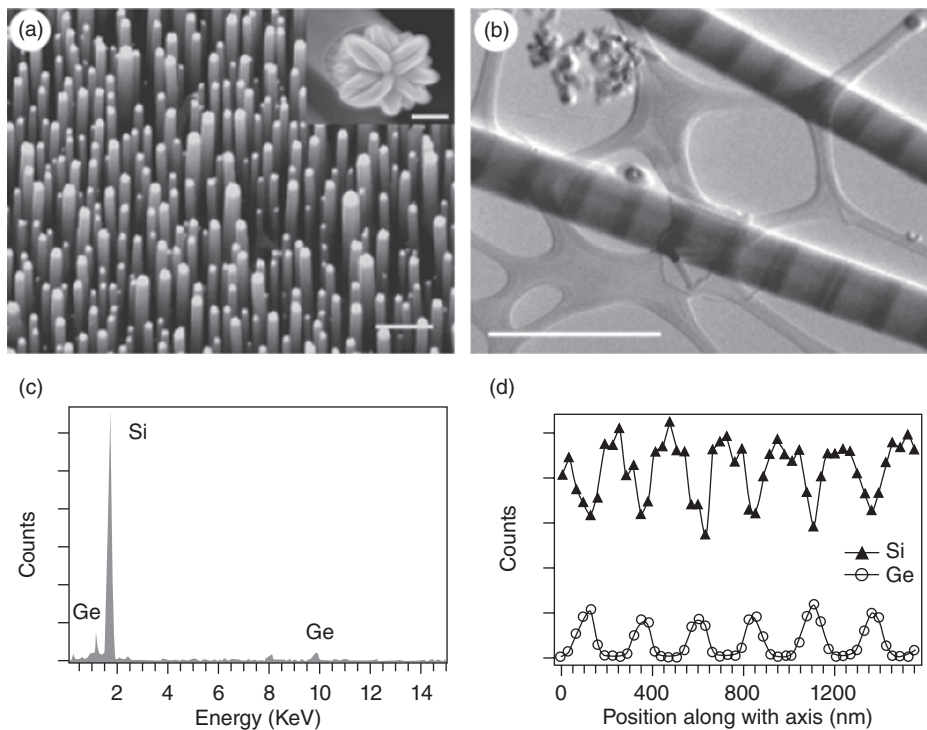 (a)
(b)
(c)
Si
Ge
Ge
Counts
2 4 6 8 10 12 14
Energy (KeV)
(d)
Si
Ge
Counts
0 400 800 1200
Position along with axis (nm)